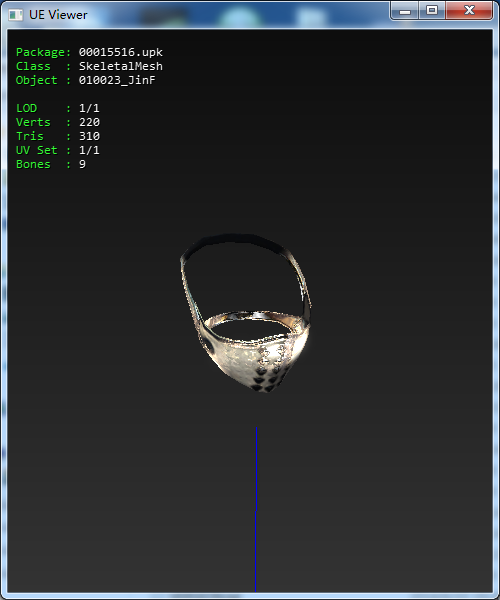 UE Viewer
Package: 00015516.upk
Class : SkeletalMesh
Object : 010023_JinF
LOD : 1/1
Verts : 220
Tris : 310
UV Set : 1/1
Bones : 9